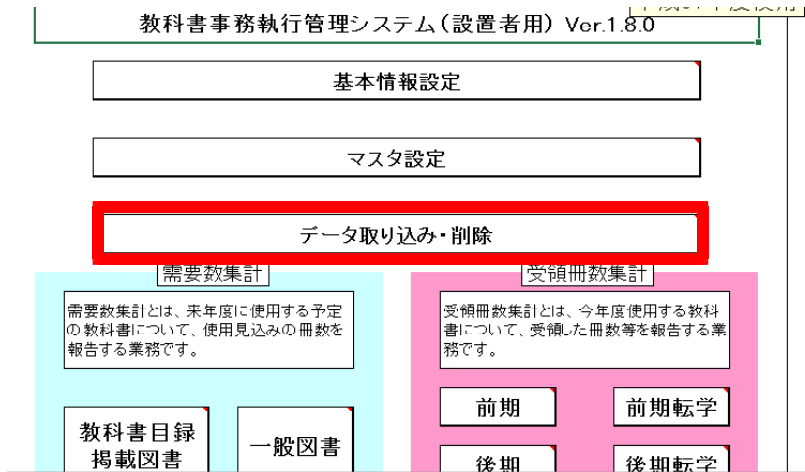 教科書事務執行管理システム（設置者用） Ver.1.8.0
基本情報設定
マスタ設定
データ取り込み・削除
需要数集計
需要数集計とは、来年度に使用する予定
の教科書について、使用見込みの冊数を
報告する業務です。
教科書目録
掲載図書
一般図書
受領冊数集計
受領冊数集計とは、今年度使用する教科
書について、受領した冊数等を報告する業
務です。
前期
前期転学
後期
後期転学